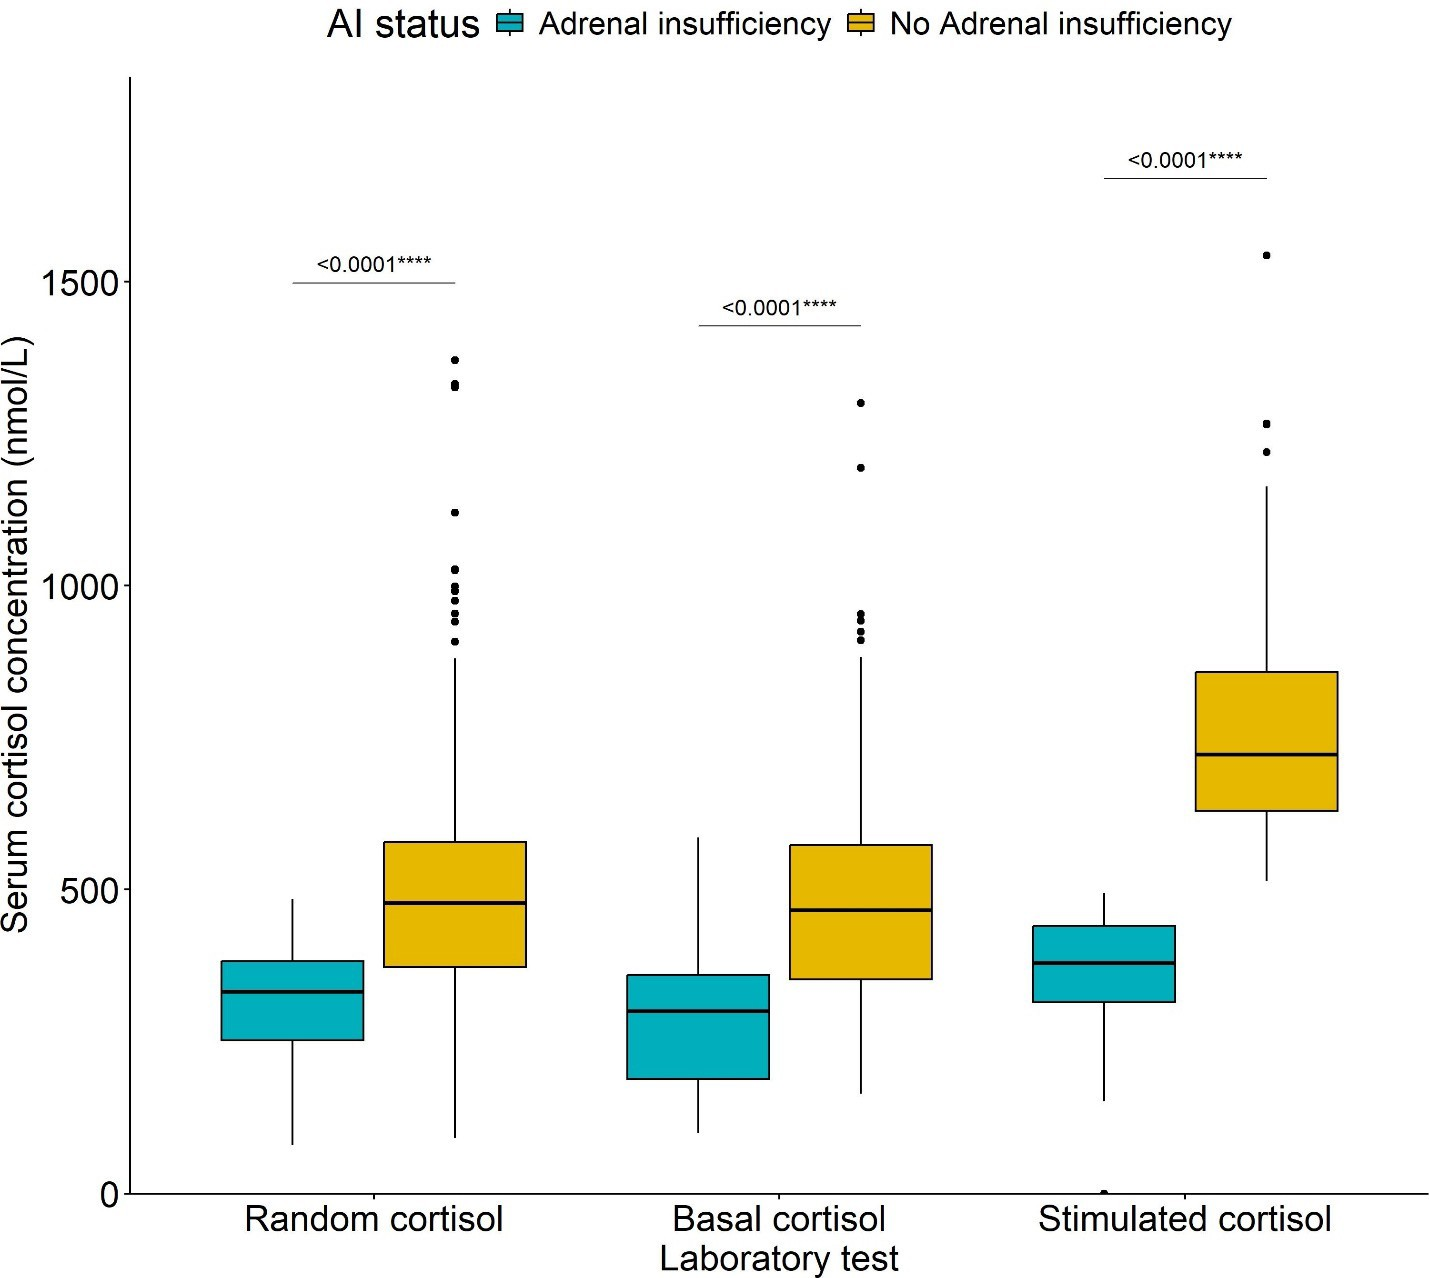 AI status Adrenal insufficiency No Adrenal insufficiency
<0.0001****
<0.0001****
<0.0001****
Serum cortisol concentration (nmol/L)
1500
1000
500
0
Random cortisol Basal cortisol Stimulated cortisol
Laboratory test